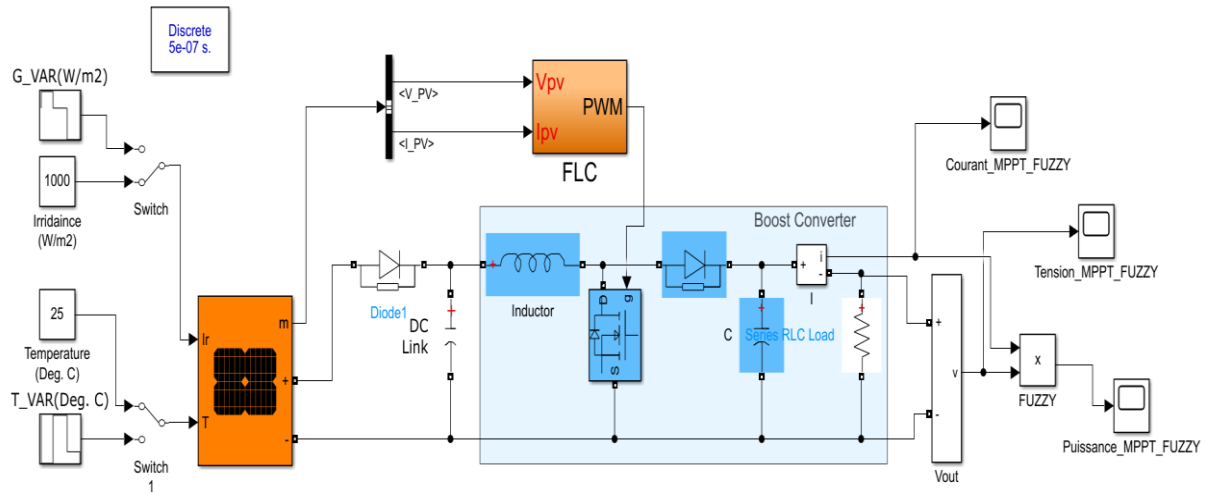 Discrete
5e-07 s.
G_VAR(W/m2)
1000
Irridaince
(W/m2)
Switch
<V_PV>
<I_PV>
Vpv
Ipv
PWM
FLC
Courant_MPPT_FUZZY
Boost Converter
Tension_MPPT_FUZZY
25
Temperature
(Deg. C)
T_VAR(Deg. C)
Switch
1
Ir
T
m
+
-
Diode1
DC
Link
+
+
Inductor
D
g
S
C
+
Series RLC Load
+
i
-
I
+
+
-
v
Vout
x
FUZZY
Puissance_MPPT_FUZZY